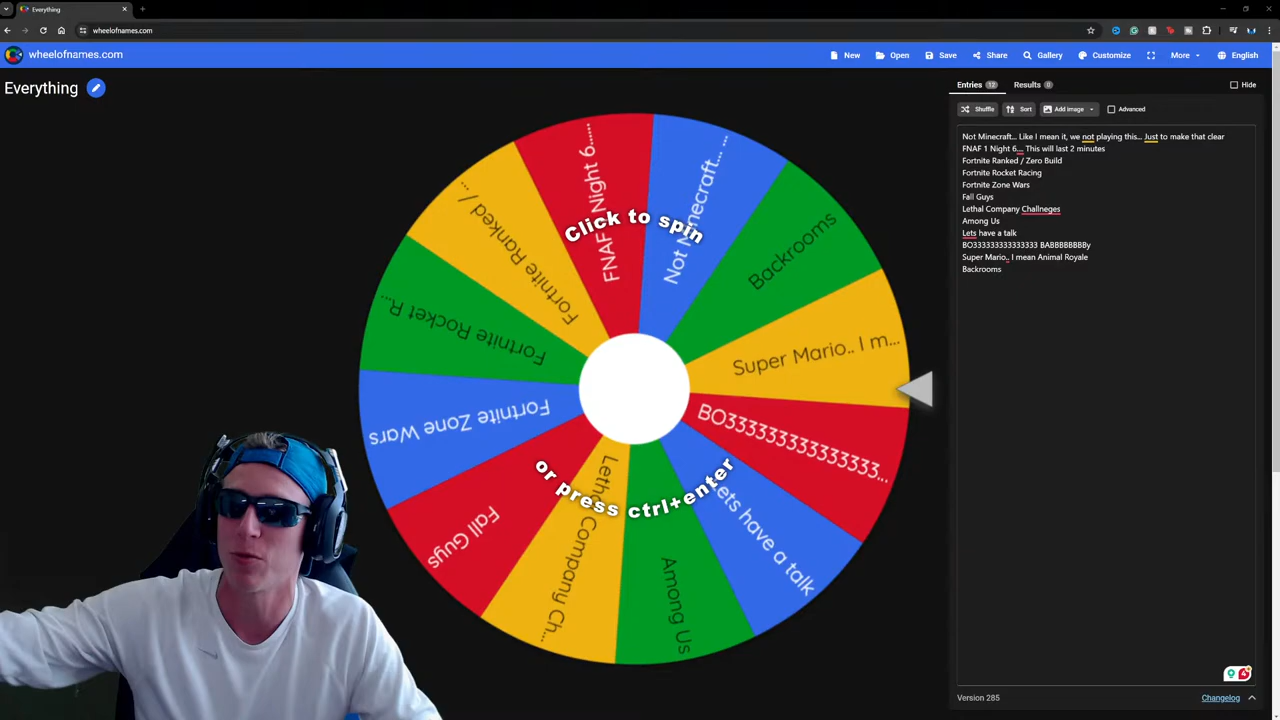 Everything
wheelofnames.com
wheelofnames.com
New
Open
Save
Share
Gallery
Customize
More
English
Everything
Entries 12
Results 0
Hide
Shuffle
Sort
Add image
Advanced
Not Minecraft... Like I mean it, we not playing this... Just to make that clear
FNAF 1 Night 6... This will last 2 minutes
Fortnite Ranked / Zero Build
Fortnite Rocket Racing
Fortnite Zone Wars
Fall Guys
Lethal Company Challneges
Among Us
Lets have a talk
BO333333333333333 BABBBBBBBy
Super Mario.. I mean Animal Royale
Backrooms
FNAF 1 Night 6....
Not Minecraft... ...
Backrooms
Super Mario.. I m...
BO333333333333333...
Lets have a talk
Among Us
Lethal Company Ch...
Fall Guys
Fortnite Zone Wars
Fortnite Rocket R...
Fortnite Ranked / ...
Click to spin
or press ctrl+enter
Version 285
Changelog